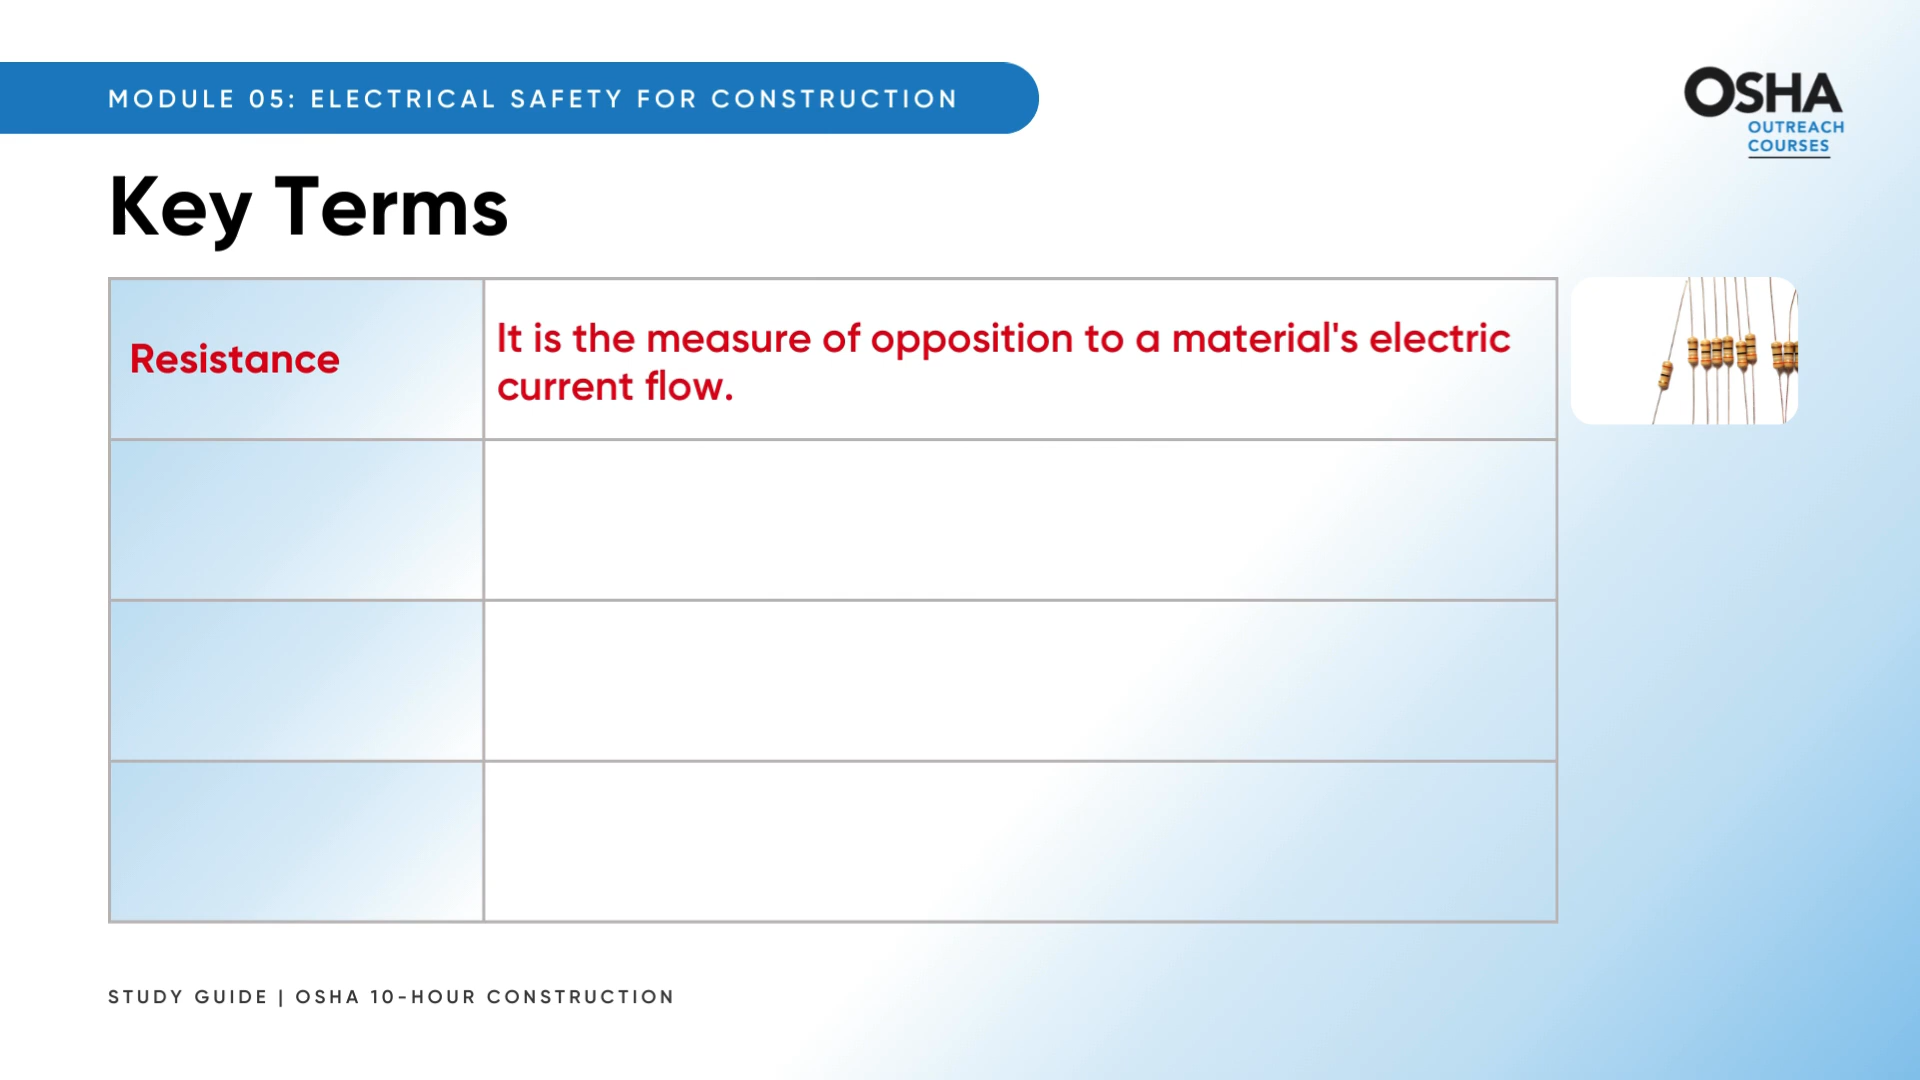 MODULE 05: ELECTRICAL SAFETY FOR CONSTRUCTION
OSHA
OUTREACH
COURSES
Key Terms
Resistance
It is the measure of opposition to a material's electric
current flow.
STUDY GUIDE | OSHA 10-HOUR CONSTRUCTION